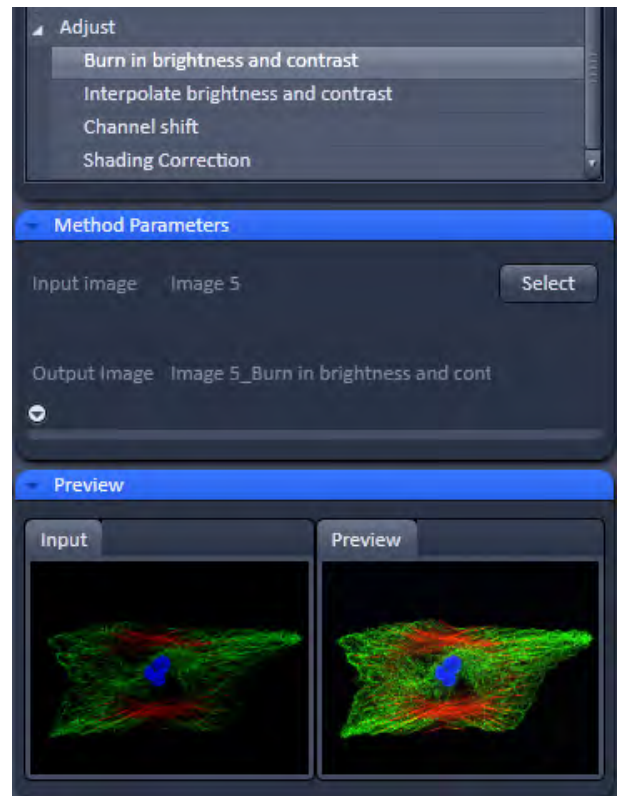 Adjust
Burn in brightness and contrast
Interpolate brightness and contrast
Channel shift
Shading Correction
Method Parameters
Input image Image 5 Select
Output Image Image 5_Burn in brightness and cont
Preview
Input Preview